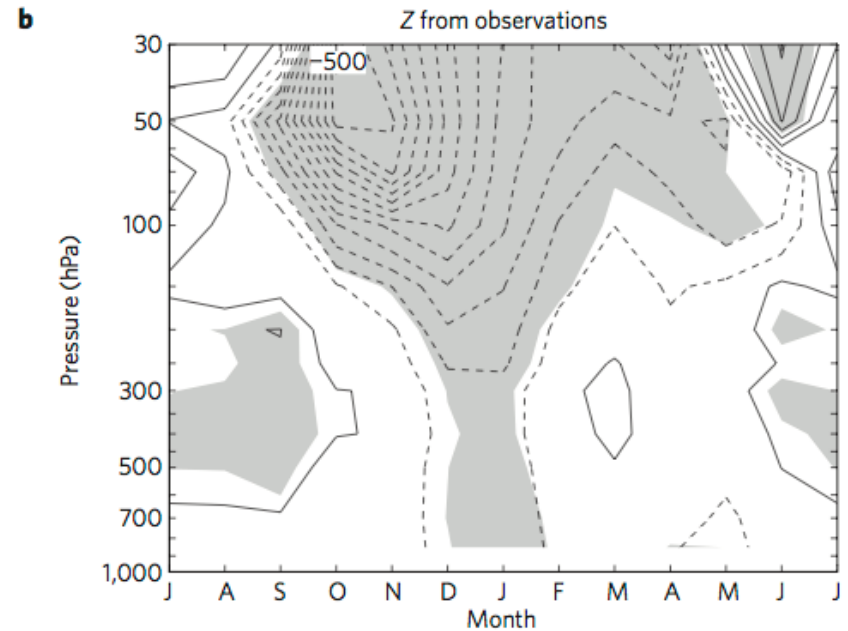 b
Z from observations
30
−500
50
100
300
500
700
1,000
Pressure (hPa)
J A S O N D J F M A M J J
Month